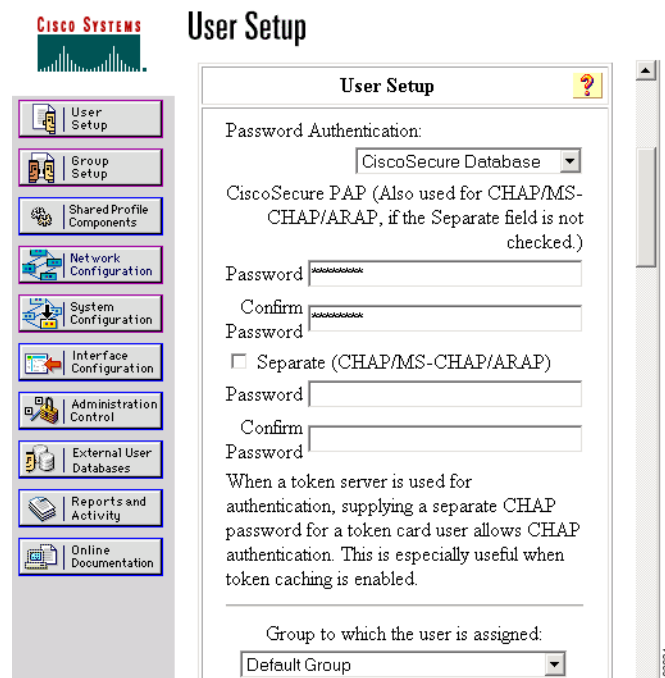 CISCO SYSTEMS
User Setup
User
Setup
Group
Setup
Shared Profile
Components
Network
Configuration
System
Configuration
Interface
Configuration
Administration
Control
External User
Databases
Reports and
Activity
Online
Documentation
User Setup
?
Password Authentication:
CiscoSecure Database
CiscoSecure PAP (Also used for CHAP/MS-
CHAP/ARAP, if the Separate field is not
checked.)
Password *********
Confirm
Password *********
Separate (CHAP/MS-CHAP/ARAP)
Password
Confirm
Password
When a token server is used for
authentication, supplying a separate CHAP
password for a token card user allows CHAP
authentication. This is especially useful when
token caching is enabled.
Group to which the user is assigned:
Default Group